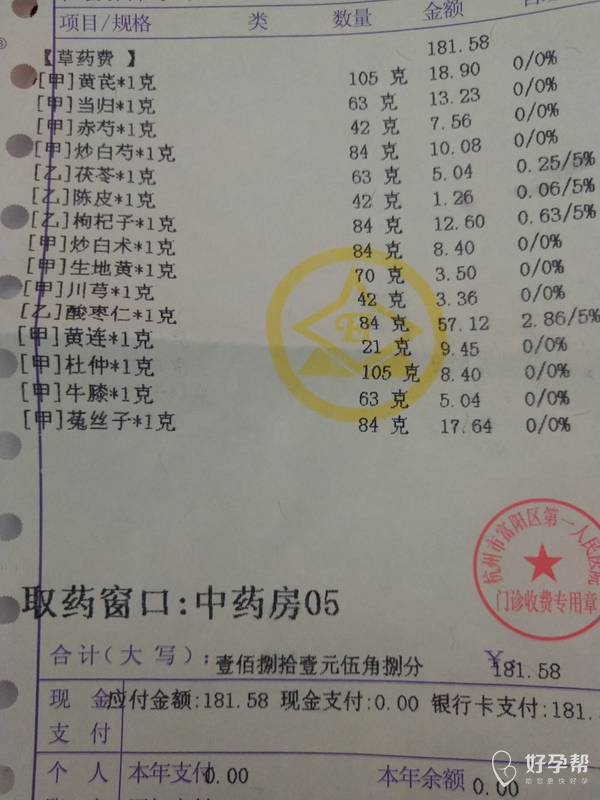 项目/规格 类 数量 金额
【草药费 】 181.58
[甲]黄芪*1克 105 克 18.90 0/0%
[甲]当归*1克 63 克 13.23 0/0%
[甲]赤芍*1克 42 克 7.56 0/0%
[甲]炒白芍*1克 84 克 10.08 0/0%
[乙]茯苓*1克 63 克 5.04 0.25/5%
[乙]陈皮*1克 42 克 1.26 0.06/5%
[乙]枸杞子*1克 84 克 12.60 0.63/5%
[甲]炒白术*1克 84 克 8.40 0/0%
[甲]生地黄*1克 70 克 3.50 0/0%
[甲]川芎*1克 42 克 3.36 0/0%
[乙]酸枣仁*1克 84 克 57.12 2.86/5%
[甲]黄连*1克 21 克 9.45 0/0%
[甲]杜仲*1克 105 克 8.40 0/0%
[甲]牛膝*1克 63 克 5.04 0/0%
[甲]菟丝子*1克 84 克 17.64 0/0%
杭州市富阳区第一人民医院
门诊收费专用章
取药窗口:中药房05
合计(大写): 壹佰捌拾壹元伍角捌分 ¥: 181.58
现金支付 应付金额:181.58 现金支付:0.00 银行卡支付:181.
个人 本年支付 0.00 本年余额 0.00
好孕帮
助您更快好孕